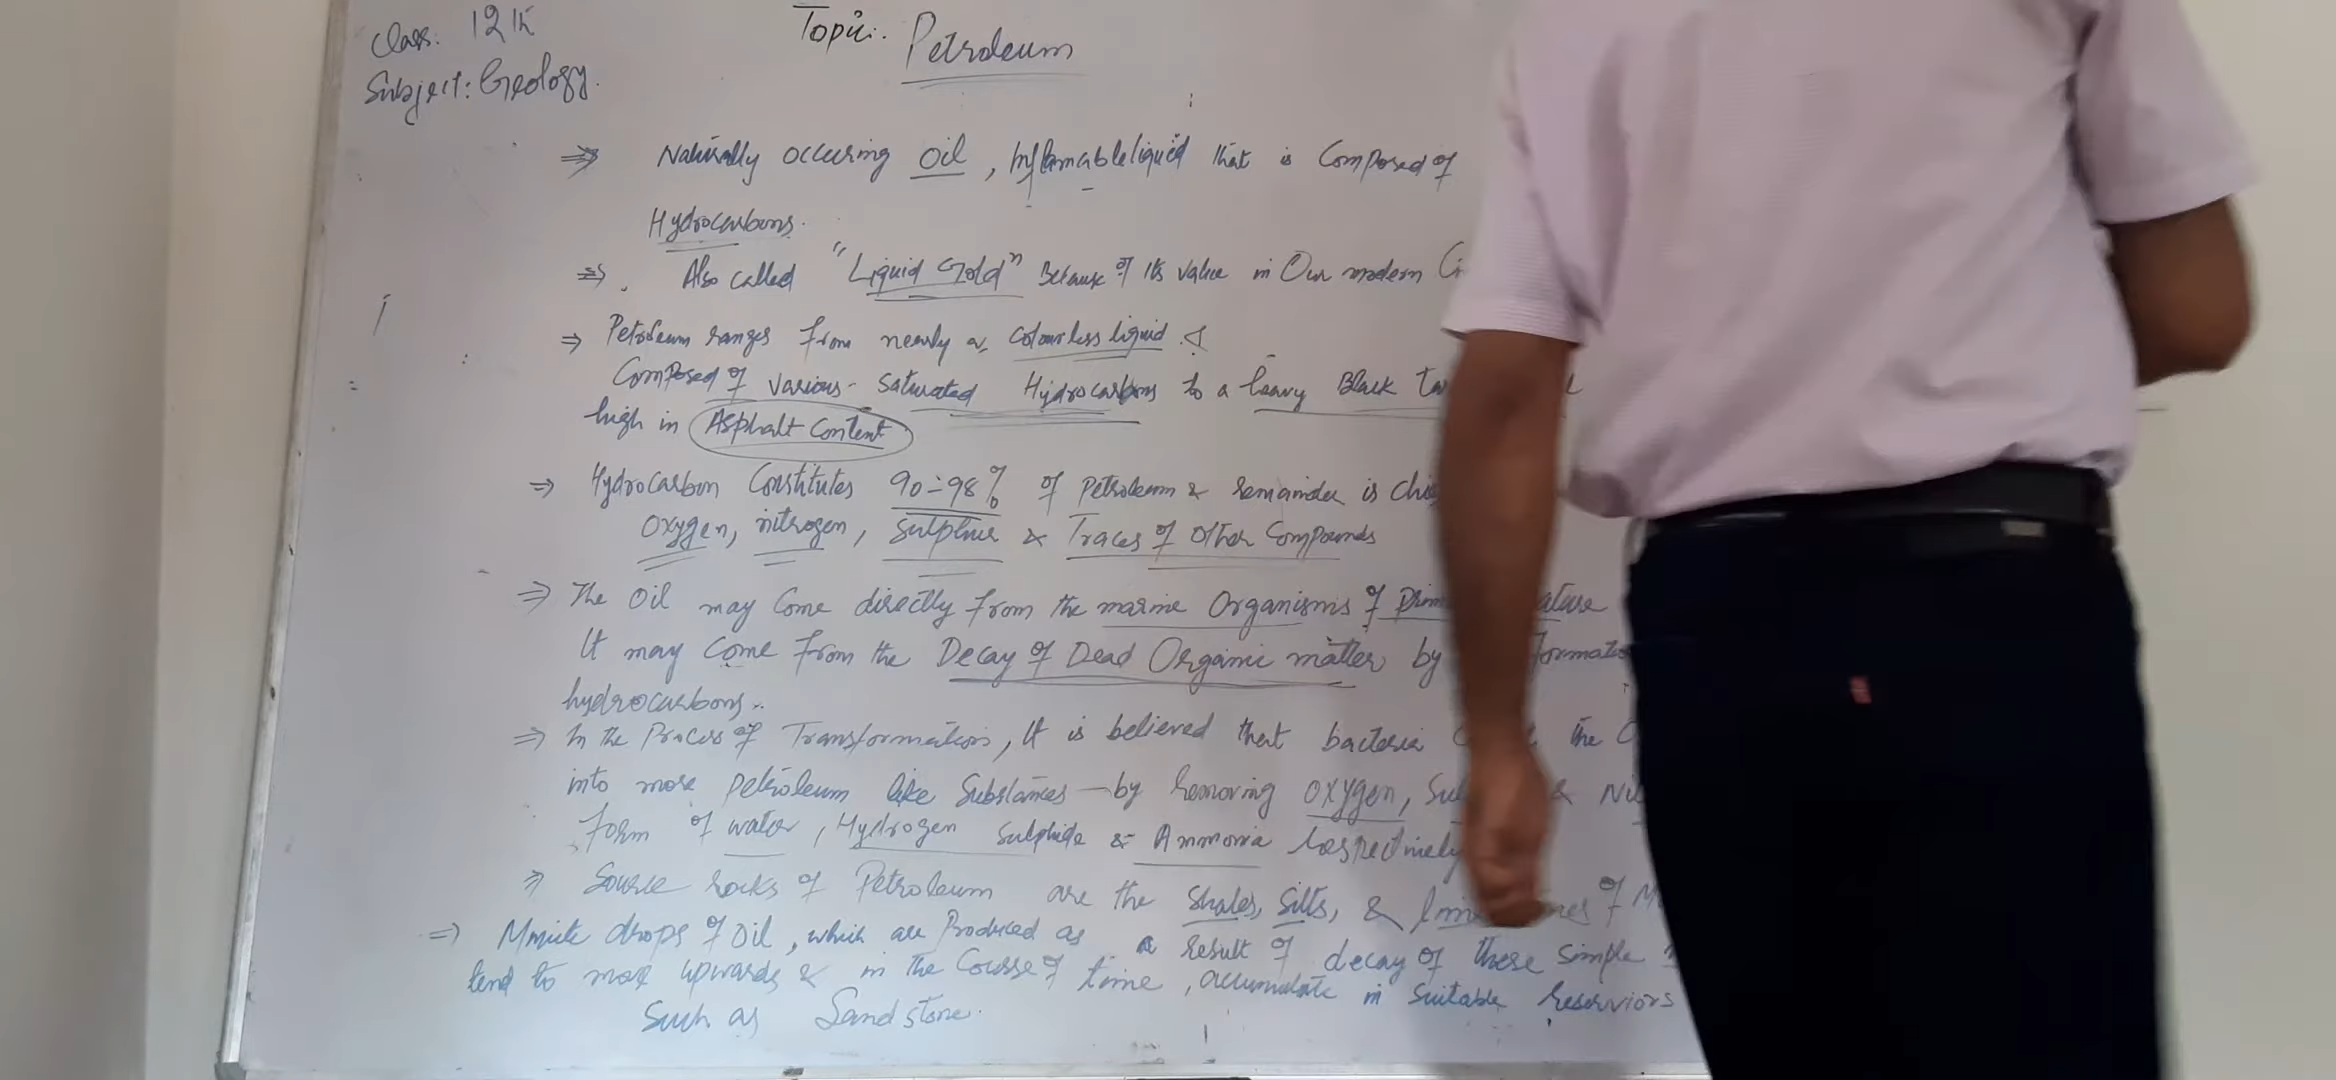 Class: 12th
Subject: Geology.
Topic: Petroleum
⇒ Naturally occuring Oil, Inflamable liquid that is Composed of
Hydrocarbons.
⇒ Also called "Liquid Gold" Because of its value in Our modern
⇒ Petroleum ranges from nearly a colourless liquid &
Composed of various saturated Hydrocarbons to a heavy Black
high in Asphalt Content
⇒ Hydrocarbon Constitutes 90-98% of Petroleum & remainder is
Oxygen, nitrogen, Sulphur & Traces of Other Compounds
⇒ The Oil may Come directly from the marine Organisms of
It may Come from the Decay of Dead Organic matter by
hydrocarbons.
⇒ In the Process of Transformation, It is believed that bacteria the
into more petroleum like Substances - by removing Oxygen, &
form of water, Hydrogen Sulphide & Ammonia respectively
⇒ Source rocks of Petroleum are the Shales, Silts, & of
⇒ drops of Oil, which are Produced as a result of decay of these simple
tend to move upwards & in the Course of time, accumulate in suitable reserviors
Such as Sandstone.